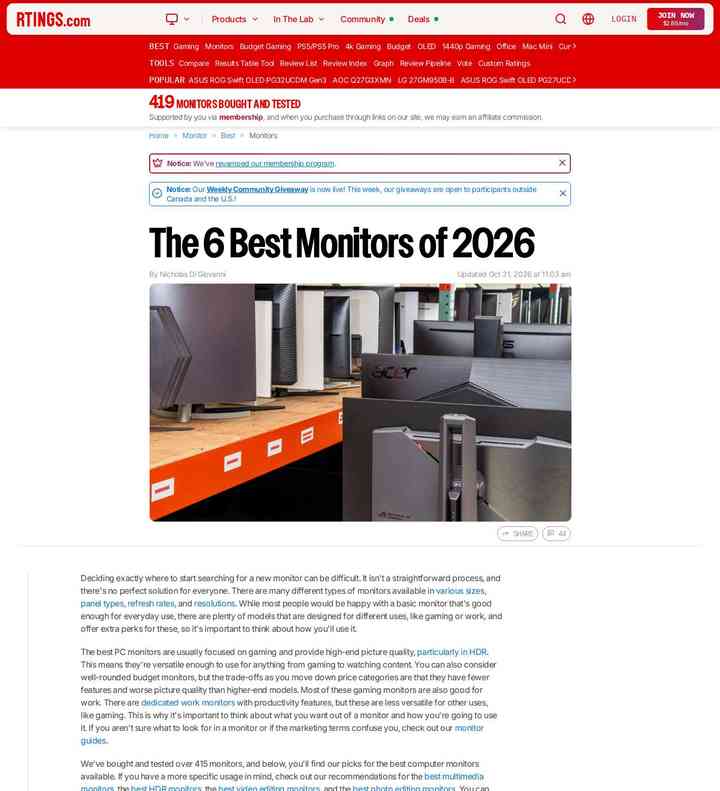 RTINGS.com
Products
In The Lab
Community
Deals
LOGIN
JOIN NOW
$2.85/mo
BEST Gaming Monitors Budget Gaming PS5/PS5 Pro 4k Gaming Budget OLED 1440p Gaming Office Mac Mini Cur
TOOLS Compare Results Table Tool Review List Review Index Graph Review Pipeline Vote Custom Ratings
POPULAR ASUS ROG Swift OLED PG32UCDM Gen3 AOC Q27G3XMN LG 27GM950B-B ASUS ROG Swift OLED PG27UCD
419 MONITORS BOUGHT AND TESTED
Supported by you via membership, and when you purchase through links on our site, we may earn an affiliate commission.
Home » Monitor » Best » Monitors
Notice: We've revamped our membership program.
Notice: Our Weekly Community Giveaway is now live! This week, our giveaways are open to participants outside
Canada and the U.S.!
The 6 Best Monitors of 2026
By Nicholas Di Giovanni
Updated Oct 31, 2026 at 11:03 am
acer
SHARE
44
Deciding exactly where to start searching for a new monitor can be difficult. It isn't a straightforward process, and
there's no perfect solution for everyone. There are many different types of monitors available in various sizes,
panel types, refresh rates, and resolutions. While most people would be happy with a basic monitor that's good
enough for everyday use, there are plenty of models that are designed for different uses, like gaming or work, and
offer extra perks for these, so it's important to think about how you'll use it.
The best PC monitors are usually focused on gaming and provide high-end picture quality, particularly in HDR.
This means they're versatile enough to use for anything from gaming to watching content. You can also consider
well-rounded budget monitors, but the trade-offs as you move down price categories are that they have fewer
features and worse picture quality than higher-end models. Most of these gaming monitors are also good for
work. There are dedicated work monitors with productivity features, but these are less versatile for other uses,
like gaming. This is why it's important to think about what you want out of a monitor and how you're going to use
it. If you aren't sure what to look for in a monitor or if the marketing terms confuse you, check out our monitor
guides.
We've bought and tested over 415 monitors, and below, you'll find our picks for the best computer monitors
available. If you have a more specific usage in mind, check out our recommendations for the best multimedia
monitors, the best HDR monitors, the best video editing monitors, and the best photo editing monitors. You can